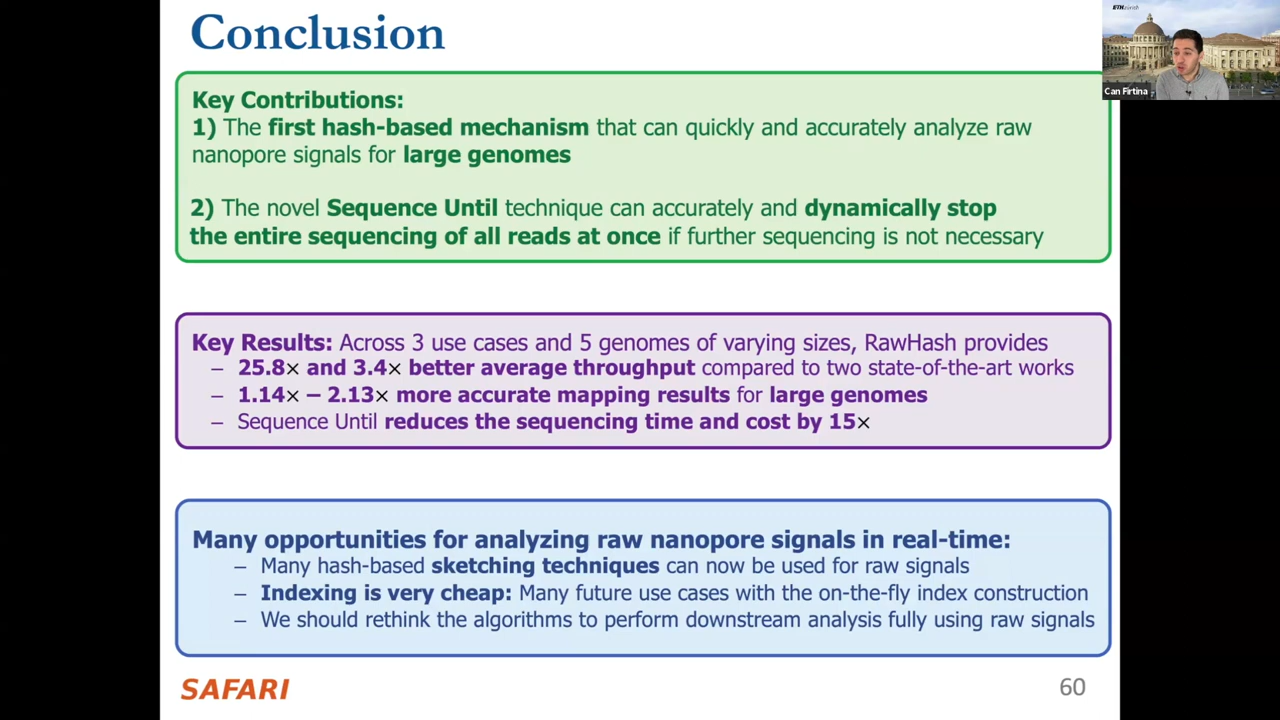 Conclusion
ETH zürich
Can Firtina
Key Contributions:
1) The first hash-based mechanism that can quickly and accurately analyze raw
nanopore signals for large genomes
2) The novel Sequence Until technique can accurately and dynamically stop
the entire sequencing of all reads at once if further sequencing is not necessary
Key Results: Across 3 use cases and 5 genomes of varying sizes, RawHash provides
– 25.8× and 3.4× better average throughput compared to two state-of-the-art works
– 1.14× – 2.13× more accurate mapping results for large genomes
– Sequence Until reduces the sequencing time and cost by 15×
Many opportunities for analyzing raw nanopore signals in real-time:
– Many hash-based sketching techniques can now be used for raw signals
– Indexing is very cheap: Many future use cases with the on-the-fly index construction
– We should rethink the algorithms to perform downstream analysis fully using raw signals
SAFARI
60